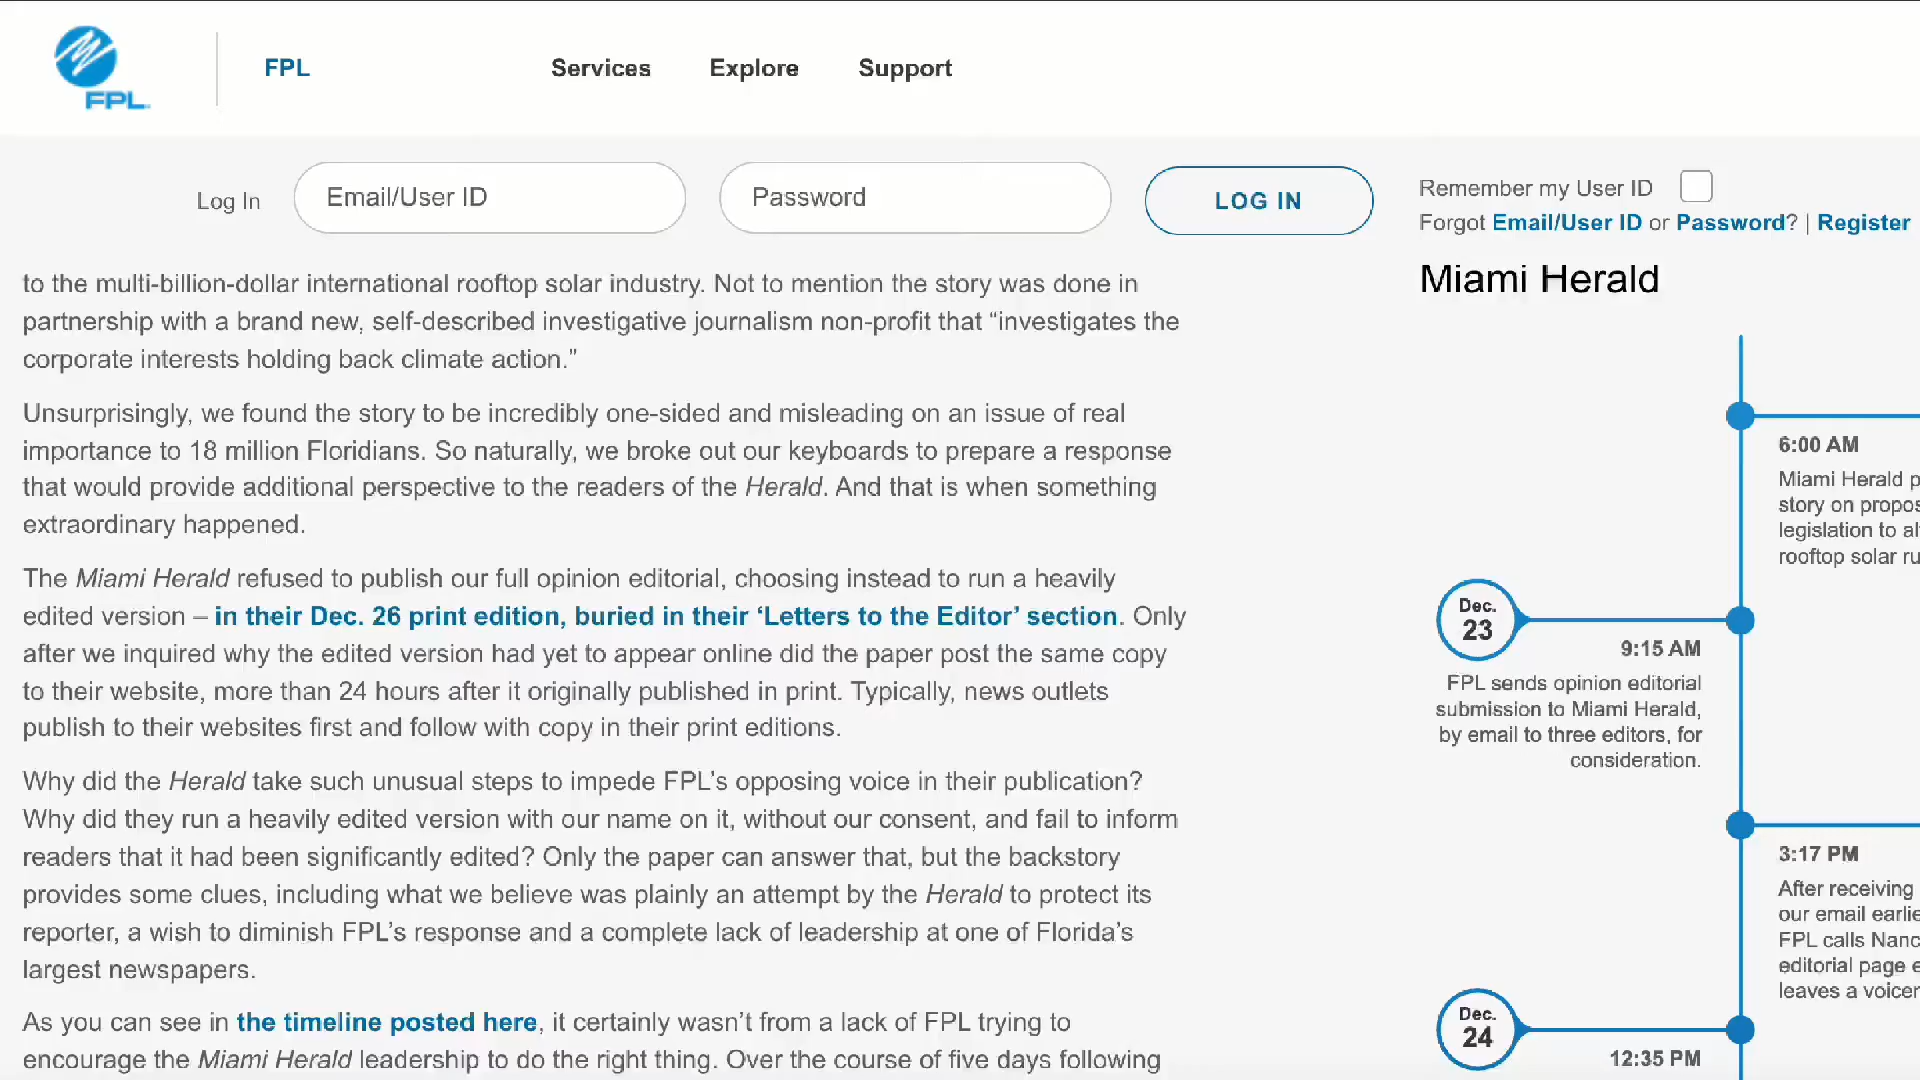 FPL
FPL
Services
Explore
Support
Log In
Email/User ID
Password
LOG IN
Remember my User ID
Forgot Email/User ID or Password? | Register
to the multi-billion-dollar international rooftop solar industry. Not to mention the story was done in
partnership with a brand new, self-described investigative journalism non-profit that “investigates the
corporate interests holding back climate action.”
Unsurprisingly, we found the story to be incredibly one-sided and misleading on an issue of real
importance to 18 million Floridians. So naturally, we broke out our keyboards to prepare a response
that would provide additional perspective to the readers of the Herald. And that is when something
extraordinary happened.
The Miami Herald refused to publish our full opinion editorial, choosing instead to run a heavily
edited version – in their Dec. 26 print edition, buried in their ‘Letters to the Editor’ section. Only
after we inquired why the edited version had yet to appear online did the paper post the same copy
to their website, more than 24 hours after it originally published in print. Typically, news outlets
publish to their websites first and follow with copy in their print editions.
Why did the Herald take such unusual steps to impede FPL’s opposing voice in their publication?
Why did they run a heavily edited version with our name on it, without our consent, and fail to inform
readers that it had been significantly edited? Only the paper can answer that, but the backstory
provides some clues, including what we believe was plainly an attempt by the Herald to protect its
reporter, a wish to diminish FPL’s response and a complete lack of leadership at one of Florida’s
largest newspapers.
As you can see in the timeline posted here, it certainly wasn’t from a lack of FPL trying to
encourage the Miami Herald leadership to do the right thing. Over the course of five days following
Miami Herald
6:00 AM
Miami Herald p
story on propos
legislation to al
rooftop solar ru
Dec.
23
9:15 AM
FPL sends opinion editorial
submission to Miami Herald,
by email to three editors, for
consideration.
3:17 PM
After receiving
our email earlie
FPL calls Nanc
editorial page e
leaves a voicer
Dec.
24
12:35 PM